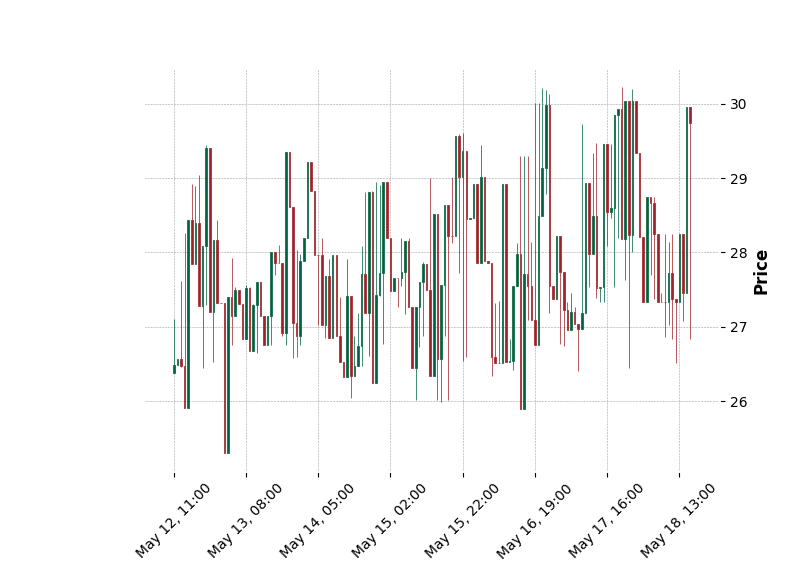 30
29
28
27
26
Price
May 12, 11:00
May 13, 08:00
May 14, 05:00
May 15, 02:00
May 15, 22:00
May 16, 19:00
May 17, 16:00
May 18, 13:00